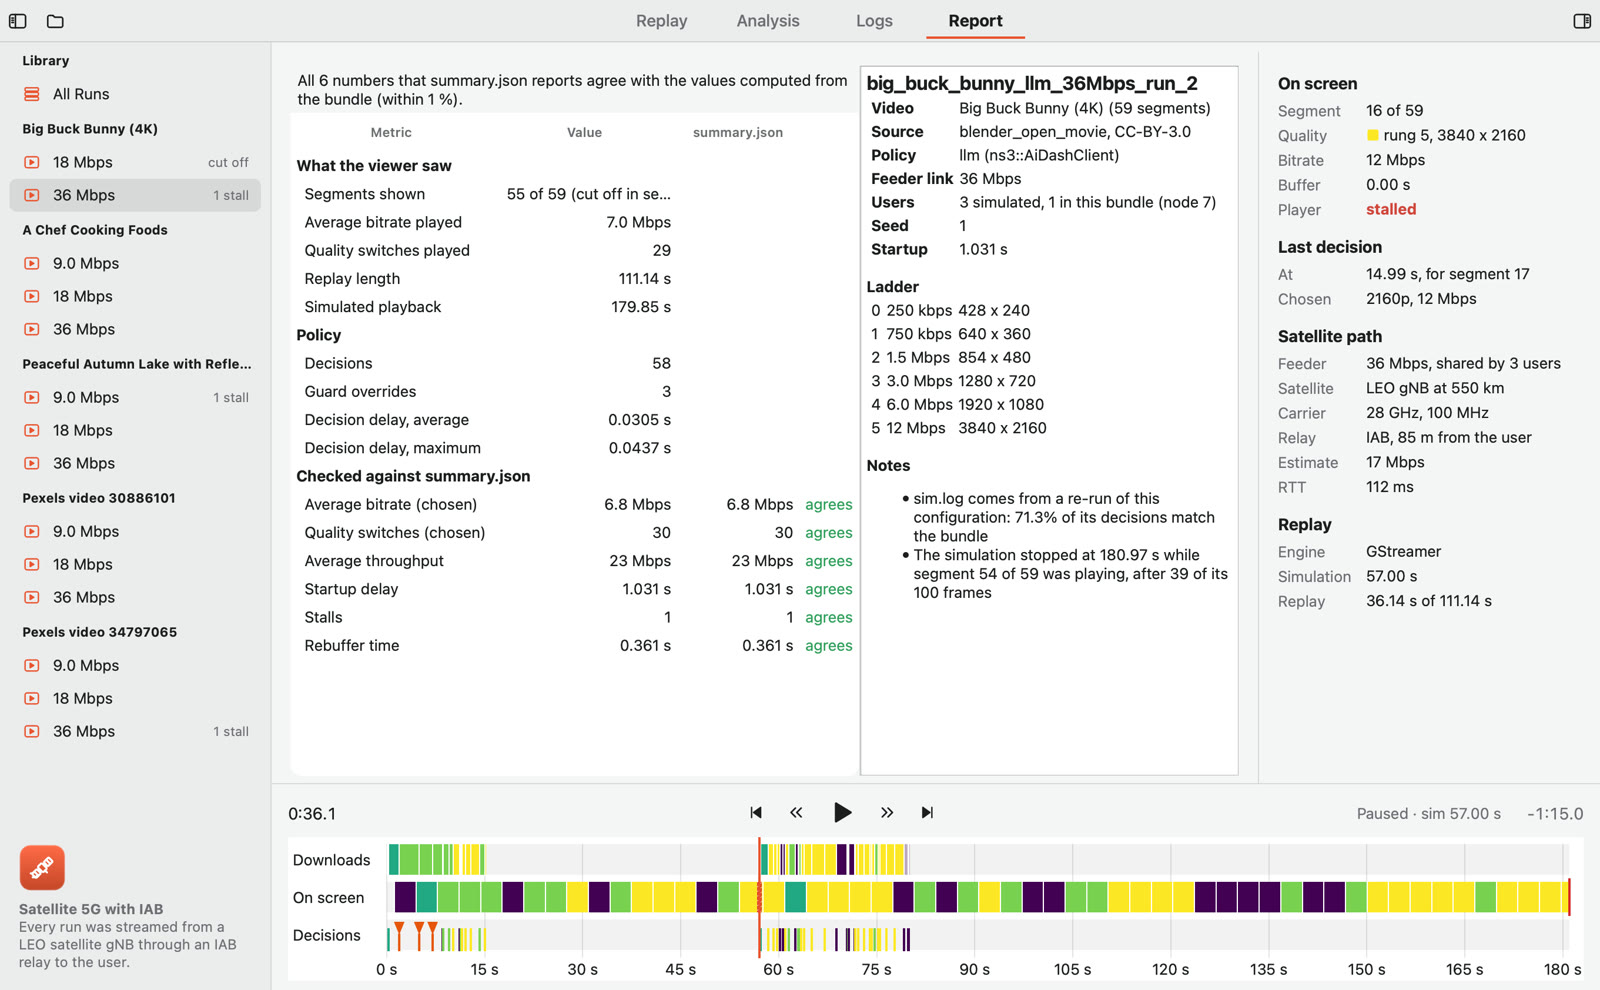 Replay
Analysis
Logs
Report
Library
All Runs
Big Buck Bunny (4K)
18 Mbps cut off
36 Mbps 1 stall
A Chef Cooking Foods
9.0 Mbps
18 Mbps
36 Mbps
Peaceful Autumn Lake with Refle...
9.0 Mbps 1 stall
18 Mbps
36 Mbps
Pexels video 30886101
9.0 Mbps
18 Mbps
36 Mbps
Pexels video 34797065
9.0 Mbps
18 Mbps
36 Mbps 1 stall
Satellite 5G with IAB
Every run was streamed from a
LEO satellite gNB through an IAB
relay to the user.
All 6 numbers that summary.json reports agree with the values computed from
the bundle (within 1 %).
Metric Value summary.json
What the viewer saw
Segments shown 55 of 59 (cut off in se...
Average bitrate played 7.0 Mbps
Quality switches played 29
Replay length 111.14 s
Simulated playback 179.85 s
Policy
Decisions 58
Guard overrides 3
Decision delay, average 0.0305 s
Decision delay, maximum 0.0437 s
Checked against summary.json
Average bitrate (chosen) 6.8 Mbps 6.8 Mbps agrees
Quality switches (chosen) 30 30 agrees
Average throughput 23 Mbps 23 Mbps agrees
Startup delay 1.031 s 1.031 s agrees
Stalls 1 1 agrees
Rebuffer time 0.361 s 0.361 s agrees
big_buck_bunny_llm_36Mbps_run_2
Video Big Buck Bunny (4K) (59 segments)
Source blender_open_movie, CC-BY-3.0
Policy llm (ns3::AiDashClient)
Feeder link 36 Mbps
Users 3 simulated, 1 in this bundle (node 7)
Seed 1
Startup 1.031 s
Ladder
0 250 kbps 428 x 240
1 750 kbps 640 x 360
2 1.5 Mbps 854 x 480
3 3.0 Mbps 1280 x 720
4 6.0 Mbps 1920 x 1080
5 12 Mbps 3840 x 2160
Notes
• sim.log comes from a re-run of this
configuration: 71.3% of its decisions match
the bundle
• The simulation stopped at 180.97 s while
segment 54 of 59 was playing, after 39 of its
100 frames
On screen
Segment 16 of 59
Quality rung 5, 3840 x 2160
Bitrate 12 Mbps
Buffer 0.00 s
Player stalled
Last decision
At 14.99 s, for segment 17
Chosen 2160p, 12 Mbps
Satellite path
Feeder 36 Mbps, shared by 3 users
Satellite LEO gNB at 550 km
Carrier 28 GHz, 100 MHz
Relay IAB, 85 m from the user
Estimate 17 Mbps
RTT 112 ms
Replay
Engine GStreamer
Simulation 57.00 s
Replay 36.14 s of 111.14 s
0:36.1
Paused · sim 57.00 s -1:15.0
Downloads
On screen
Decisions
0 s 15 s 30 s 45 s 60 s 75 s 90 s 105 s 120 s 135 s 150 s 165 s 180 s